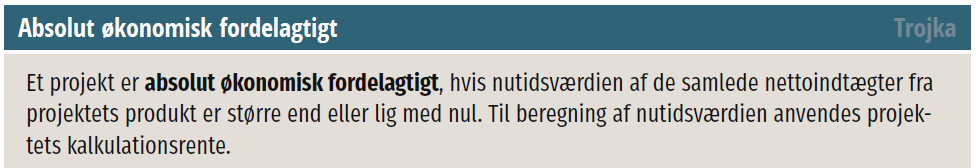 Absolut økonomisk fordelagtigt Trojka
Et projekt er absolut økonomisk fordelagtigt, hvis nutidsværdien af de samlede nettoindtægter fra
projektets produkt er større end eller lig med nul. Til beregning af nutidsværdien anvendes projek-
tets kalkulationsrente.